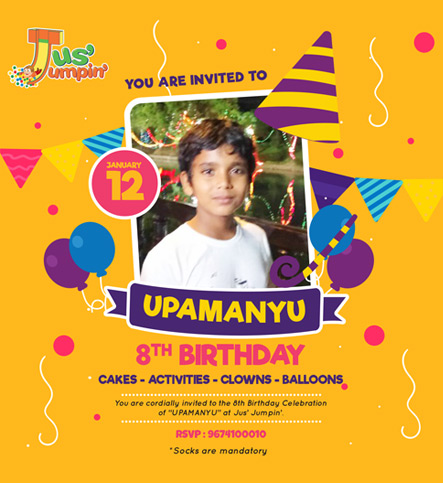 Jus'
Jumpin'
YOU ARE INVITED TO
JANUARY
12
UPAMANYU
8TH BIRTHDAY
CAKES - ACTIVITIES - CLOWNS - BALLOONS
You are cordially invited to the 8th Birthday Celebration
of "UPAMANYU" at Jus' Jumpin'.
RSVP : 9674100010
*Socks are mandatory